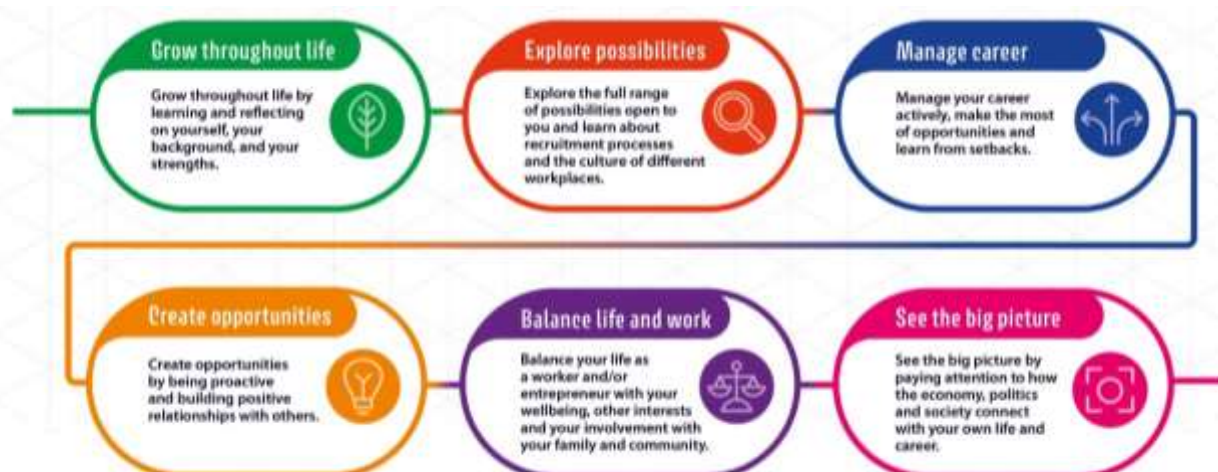 Grow throughout life
Grow throughout life by
learning and reflecting
on yourself, your
background, and your
strengths.
Explore possibilities
Explore the full range
of possibilities open to
you and learn about
recruitment processes
and the culture of different
workplaces.
Manage career
Manage your career
actively, make the most
of opportunities and
learn from setbacks.
Create opportunities
Create opportunities
by being proactive
and building positive
relationships with others.
Balance life and work
Balance your life as
a worker and/or
entrepreneur with your
wellbeing, other interests
and your involvement with
your family and community.
See the big picture
See the big picture by
paying attention to how
the economy, politics
and society connect
with your own life and
career.